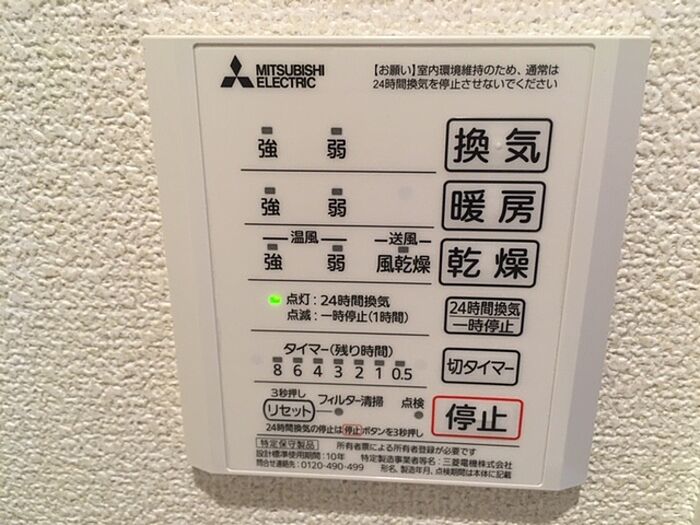 MITSUBISHI
ELECTRIC
【お願い】室内環境維持のため、通常は
24時間換気を停止させないでください
強 弱 換気
強 弱 暖房
温風 送風
強 弱 風乾燥 乾燥
点灯：24時間換気
点滅：一時停止(1時間)
24時間換気
一時停止
タイマー(残り時間)
8 6 4 3 2 1 0.5
切タイマー
3秒押し
リセット フィルター清掃 点検
停止
24時間換気の停止は停止ボタンを3秒押し
特定保守製品 所有者票による所有者登録が必要です
設計標準使用期間：10年 特定製造事業者等名：三菱電機株式会社
問合せ連絡先：0120-490-499 形名、製造年月、点検期間は本体に記載